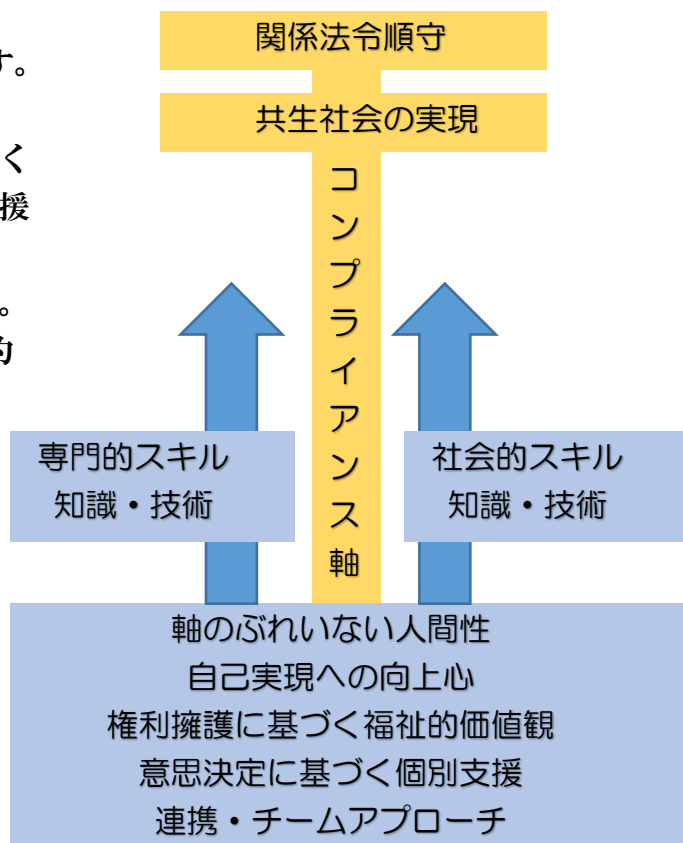 す。
く
援
。
的
関係法令順守
共生社会の実現
コンプライアンス軸
専門的スキル
知識・技術
社会的スキル
知識・技術
軸のぶれいない人間性
自己実現への向上心
権利擁護に基づく福祉的価値観
意思決定に基づく個別支援
連携・チームアプローチ